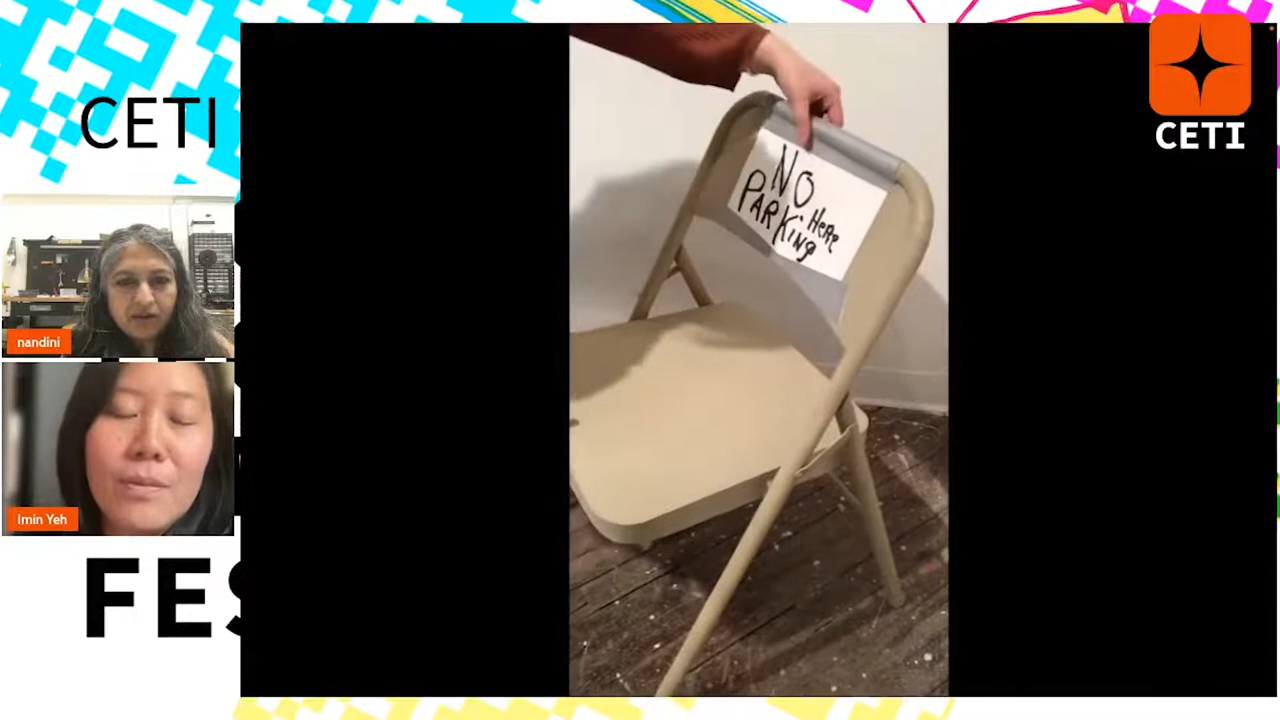 CETI
nandini
Imin Yeh
FES
NO
PARKING
HERE
CETI